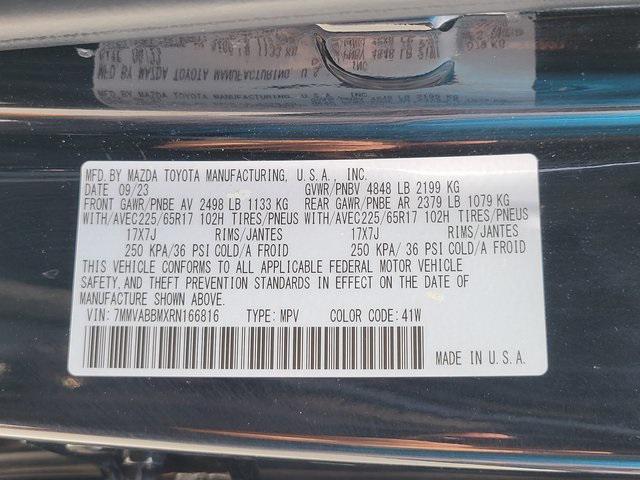 MFD. BY MAZDA TOYOTA MANUFACTURING, U.S.A., INC.
DATE 09/23 GVWR/PNBV 4848 LB 2199 KG
FRONT GAWR/PNBE AV 2498 LB 1133 KG REAR GAWR/PNBE AR 2379 LB 1079 KG
WITH/AVEC225/65R17 102H TIRES/PNEUS WITH/AVEC225/65R17 102H TIRES/PNEUS
17X7J RIMS/JANTES 17X7J RIMS/JANTES
250 KPA/36 PSI COLD/A FROID 250 KPA/36 PSI COLD/A FROID
THIS VEHICLE CONFORMS TO ALL APPLICABLE FEDERAL MOTOR VEHICLE
SAFETY, AND THEFT PREVENTION STANDARDS IN EFFECT ON THE DATE OF
MANUFACTURE SHOWN ABOVE.
VIN: 7MMVABBMXRN166816 TYPE: MPV COLOR CODE: 41W
MADE IN U.S.A.